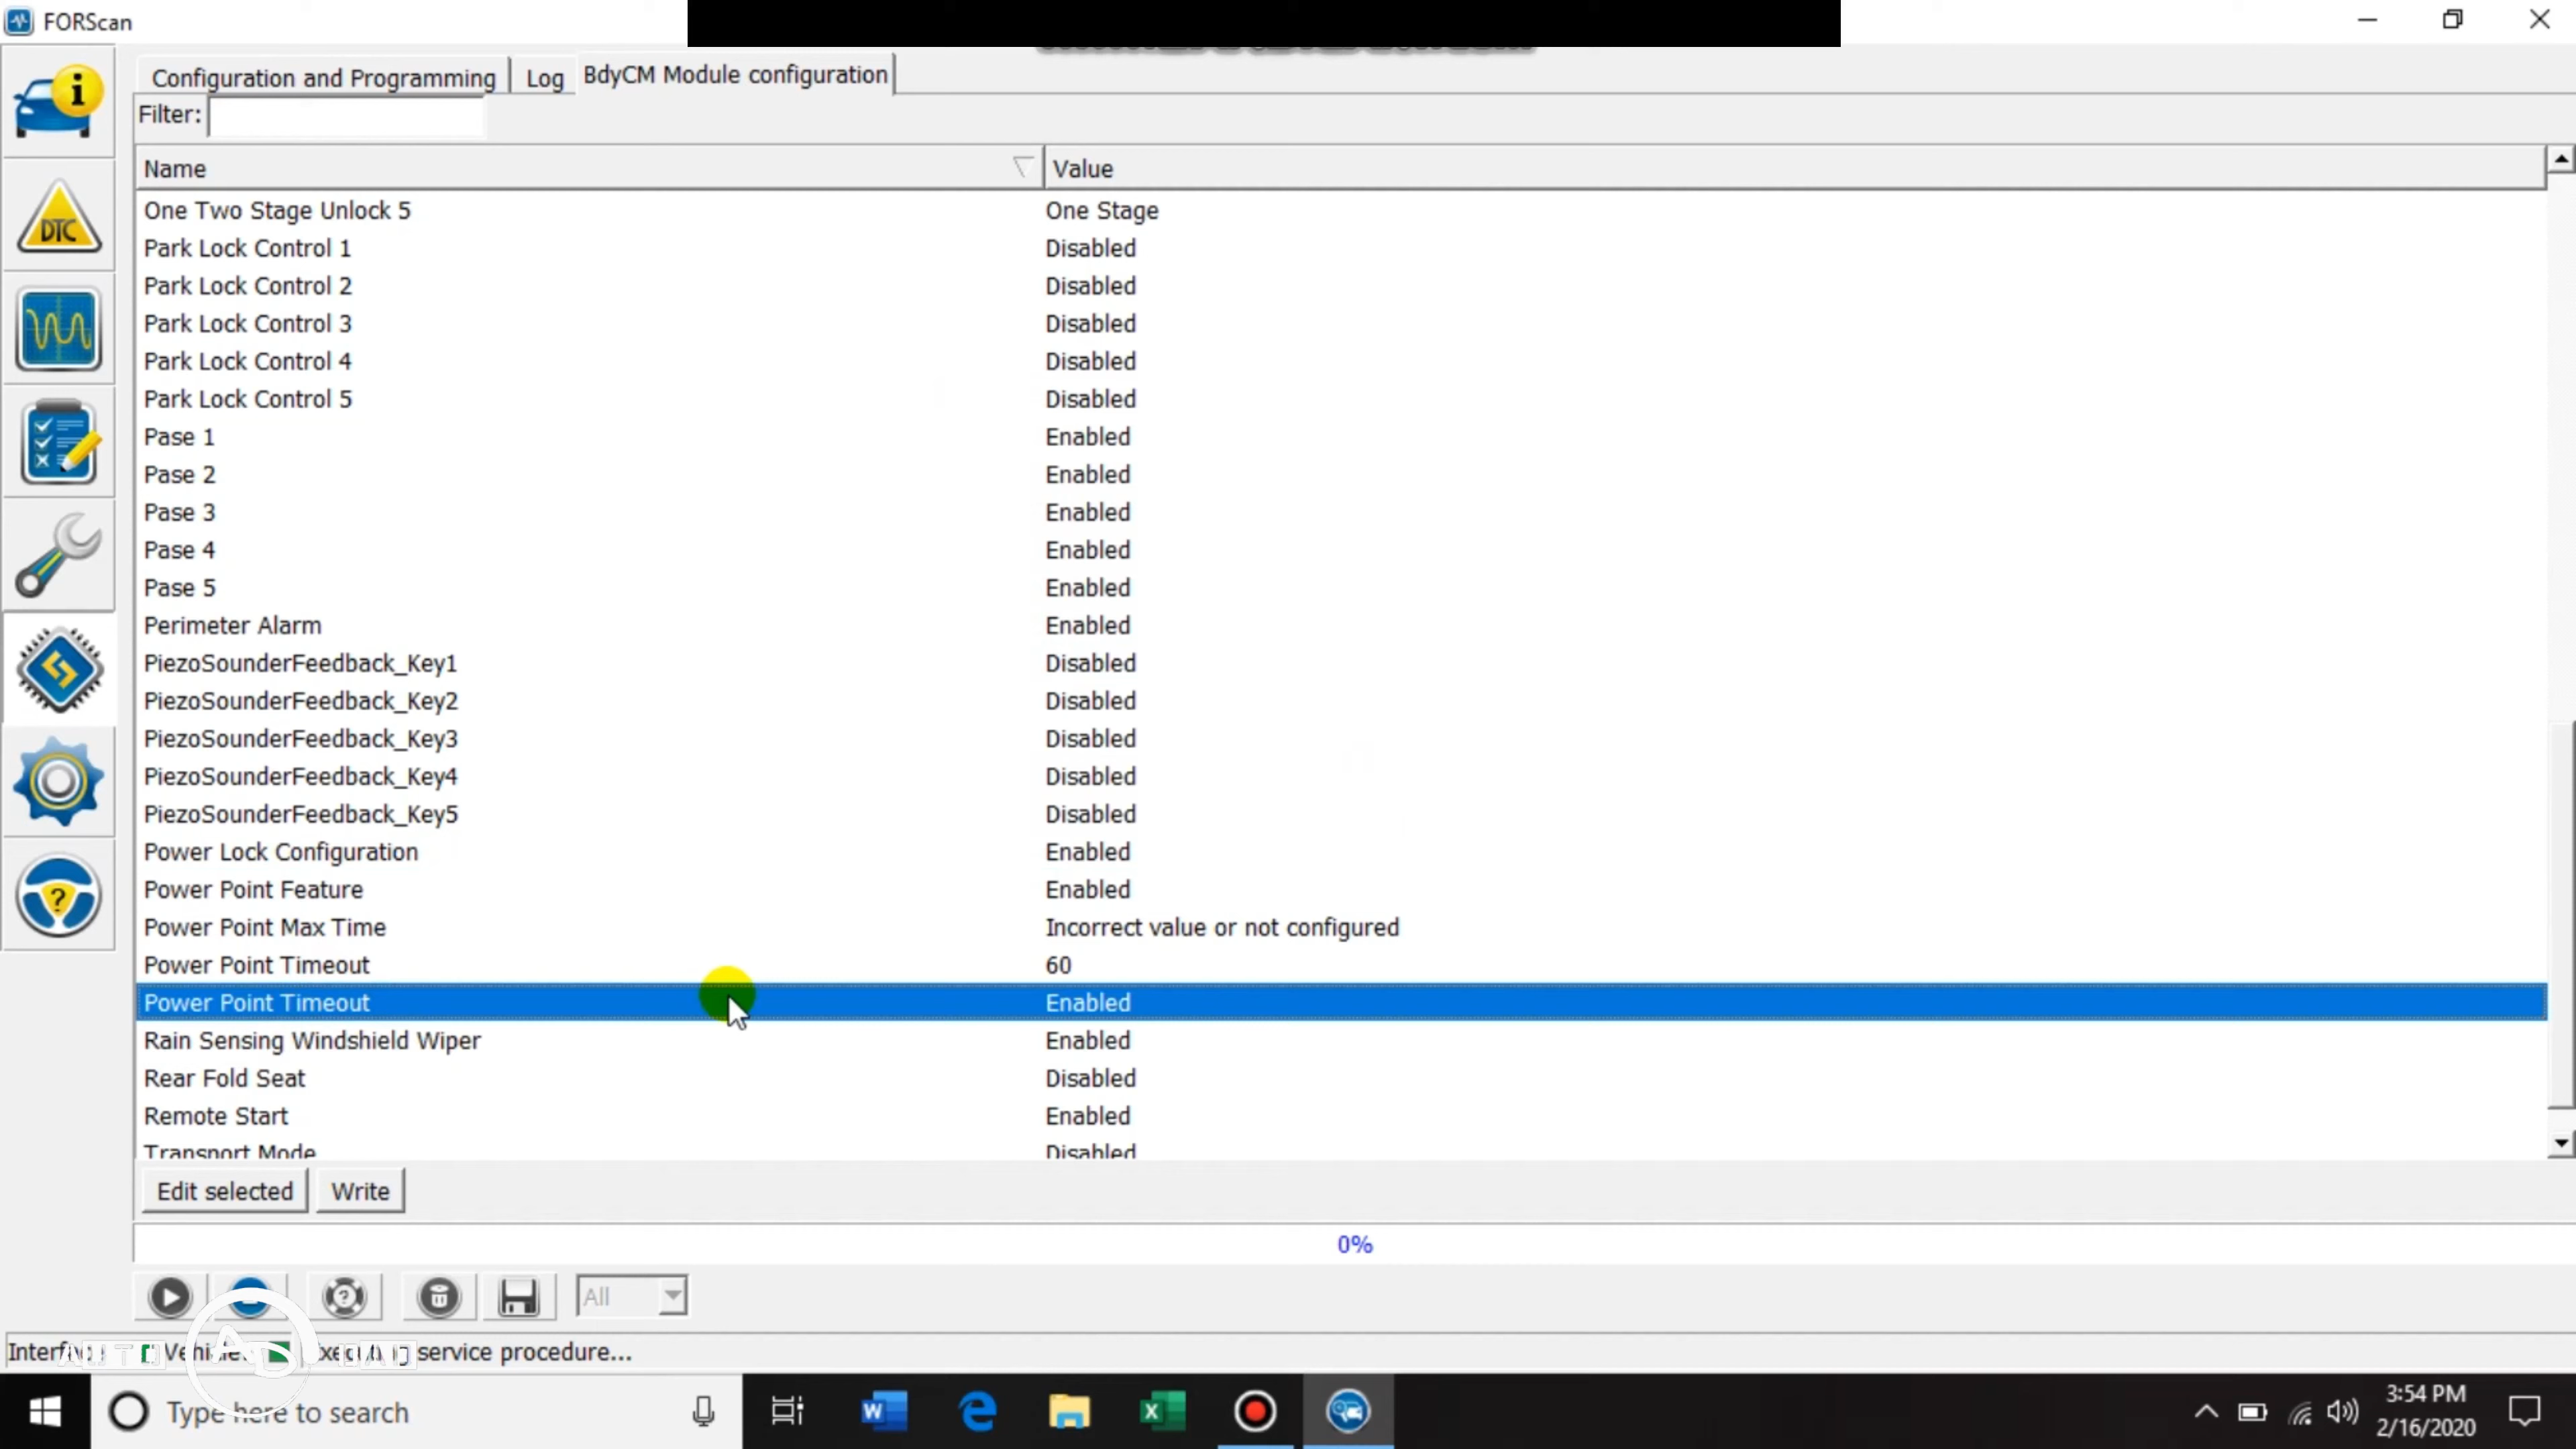 FORScan
Configuration and Programming Log BdyCM Module configuration
Filter:
Name Value
One Two Stage Unlock 5 One Stage
Park Lock Control 1 Disabled
Park Lock Control 2 Disabled
Park Lock Control 3 Disabled
Park Lock Control 4 Disabled
Park Lock Control 5 Disabled
Pase 1 Enabled
Pase 2 Enabled
Pase 3 Enabled
Pase 4 Enabled
Pase 5 Enabled
Perimeter Alarm Enabled
PiezoSounderFeedback_Key1 Disabled
PiezoSounderFeedback_Key2 Disabled
PiezoSounderFeedback_Key3 Disabled
PiezoSounderFeedback_Key4 Disabled
PiezoSounderFeedback_Key5 Disabled
Power Lock Configuration Enabled
Power Point Feature Enabled
Power Point Max Time Incorrect value or not configured
Power Point Timeout 60
Power Point Timeout Enabled
Rain Sensing Windshield Wiper Enabled
Rear Fold Seat Disabled
Remote Start Enabled
Transport Mode Disabled
DTC
Edit selected Write
0%
All
service procedure...
Type here to search
3:54 PM
2/16/2020